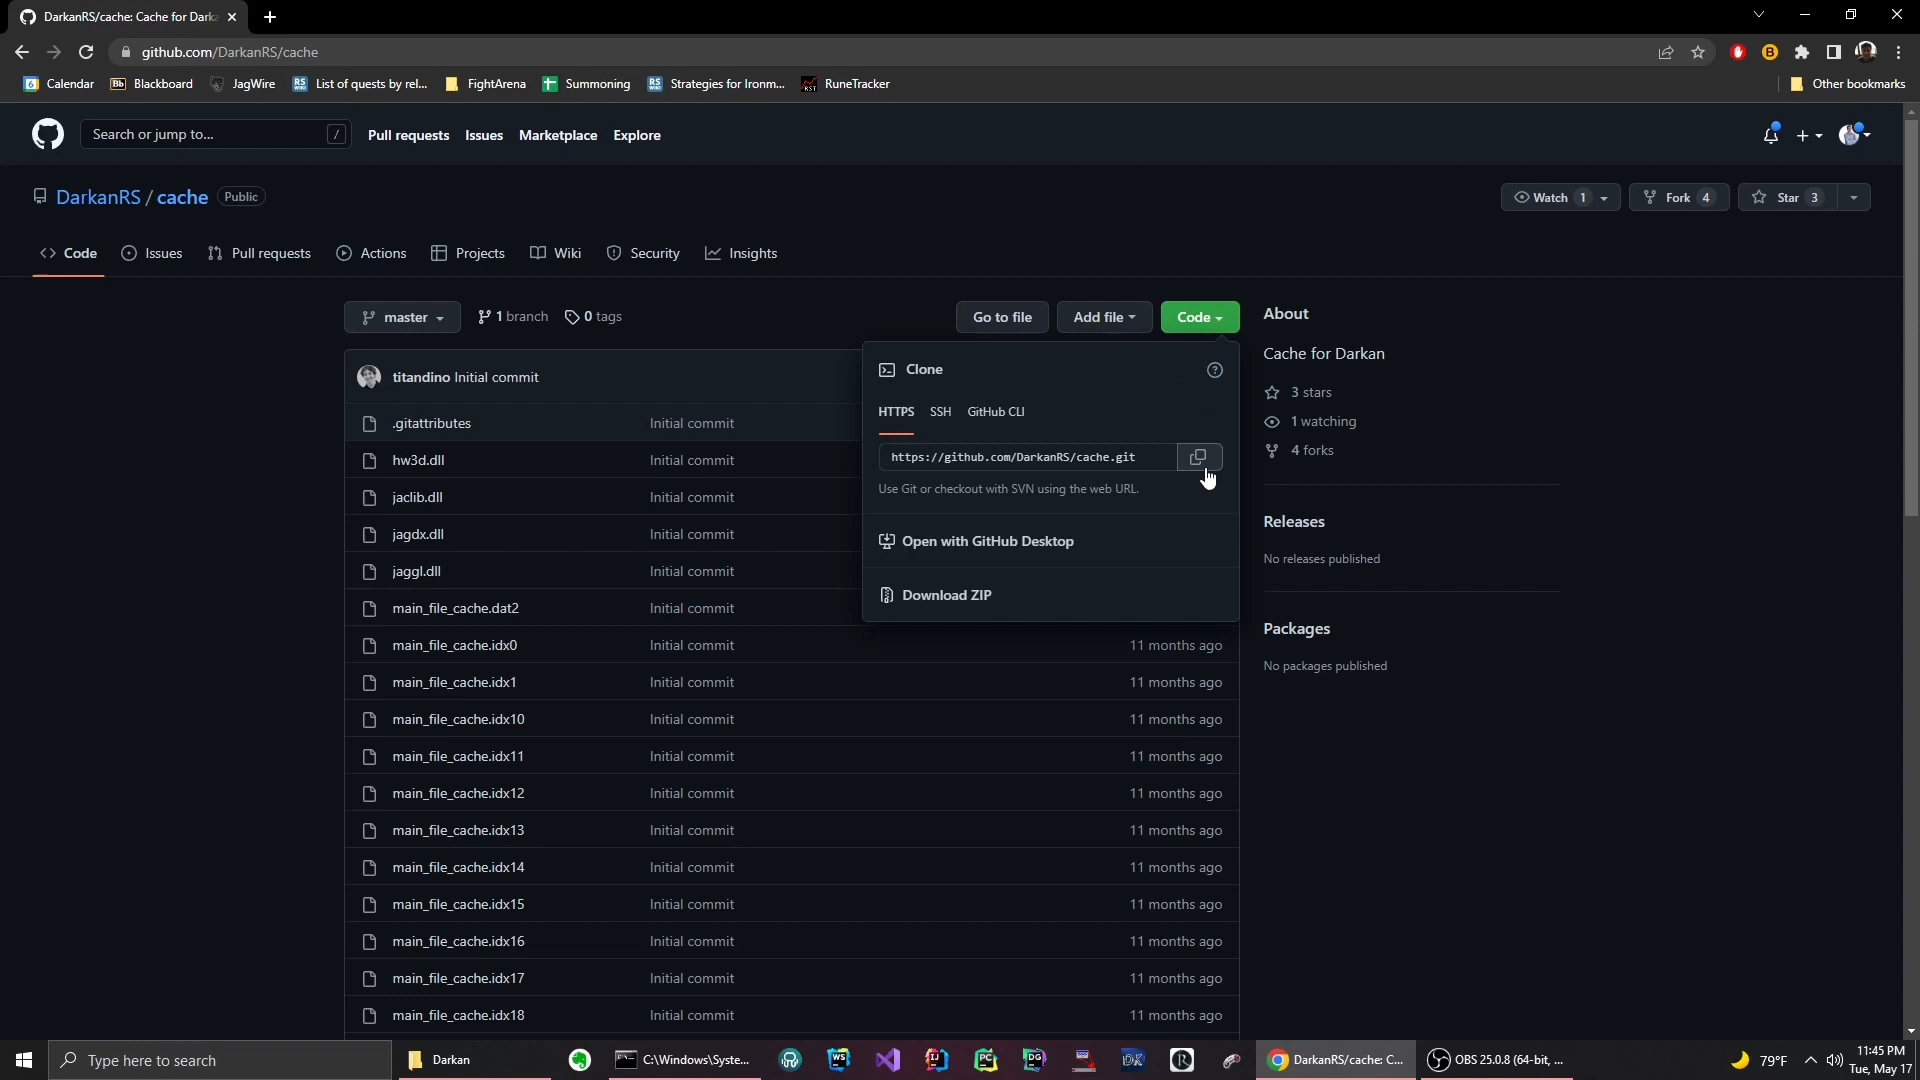 DarkanRS/cache: Cache for Darka
github.com/DarkanRS/cache
Calendar
Bb Blackboard
JagWire
List of quests by rel...
FightArena
Summoning
Strategies for Ironm...
RuneTracker
Other bookmarks
Search or jump to... /
Pull requests
Issues
Marketplace
Explore
DarkanRS / cache Public
Watch 1
Fork 4
Star 3
Code
Issues
Pull requests
Actions
Projects
Wiki
Security
Insights
master
1 branch
0 tags
Go to file
Add file
Code
About
Cache for Darkan
3 stars
1 watching
4 forks
Releases
No releases published
Packages
No packages published
Clone
HTTPS SSH GitHub CLI
https://github.com/DarkanRS/cache.git
Use Git or checkout with SVN using the web URL.
Open with GitHub Desktop
Download ZIP
titandino Initial commit
.gitattributes Initial commit
hw3d.dll Initial commit
jaclib.dll Initial commit
jagdx.dll Initial commit
jaggl.dll Initial commit
main_file_cache.dat2 Initial commit
main_file_cache.idx0 Initial commit 11 months ago
main_file_cache.idx1 Initial commit 11 months ago
main_file_cache.idx10 Initial commit 11 months ago
main_file_cache.idx11 Initial commit 11 months ago
main_file_cache.idx12 Initial commit 11 months ago
main_file_cache.idx13 Initial commit 11 months ago
main_file_cache.idx14 Initial commit 11 months ago
main_file_cache.idx15 Initial commit 11 months ago
main_file_cache.idx16 Initial commit 11 months ago
main_file_cache.idx17 Initial commit 11 months ago
main_file_cache.idx18 Initial commit 11 months ago
Type here to search
Darkan
C:\Windows\Syste...
WS
IJ
PC
DG
DK
R
DarkanRS/cache: C...
OBS 25.0.8 (64-bit, ...
79°F
11:45 PM
Tue, May 17